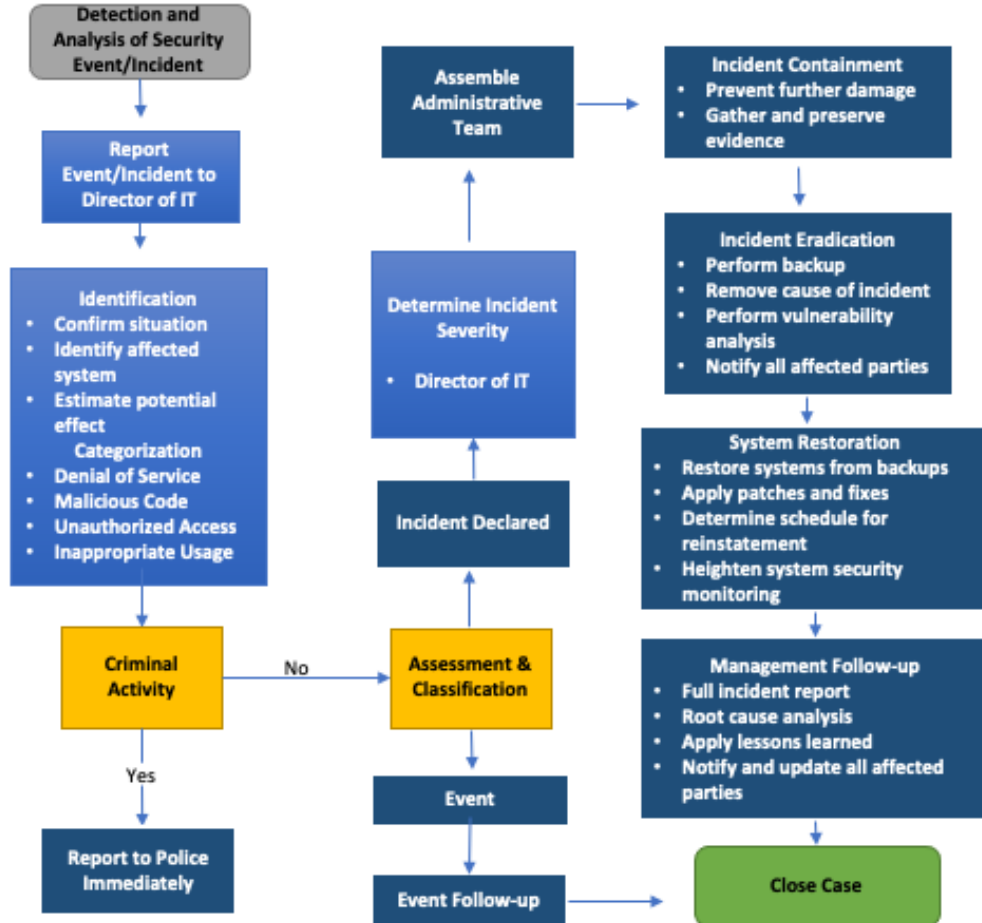 Detection and
Analysis of Security
Event/Incident
Report
Event/Incident to
Director of IT
Identification
• Confirm situation
• Identify affected
system
• Estimate potential
effect
Categorization
• Denial of Service
• Malicious Code
• Unauthorized Access
• Inappropriate Usage
Criminal
Activity
No
Yes
Report to Police
Immediately
Assessment &
Classification
Incident Declared
Determine Incident
Severity
• Director of IT
Assemble
Administrative
Team
Event
Event Follow-up
Incident Containment
• Prevent further damage
• Gather and preserve
evidence
Incident Eradication
• Perform backup
• Remove cause of incident
• Perform vulnerability
analysis
• Notify all affected parties
System Restoration
• Restore systems from backups
• Apply patches and fixes
• Determine schedule for
reinstatement
• Heighten system security
monitoring
Management Follow-up
• Full incident report
• Root cause analysis
• Apply lessons learned
• Notify and update all affected
parties
Close Case